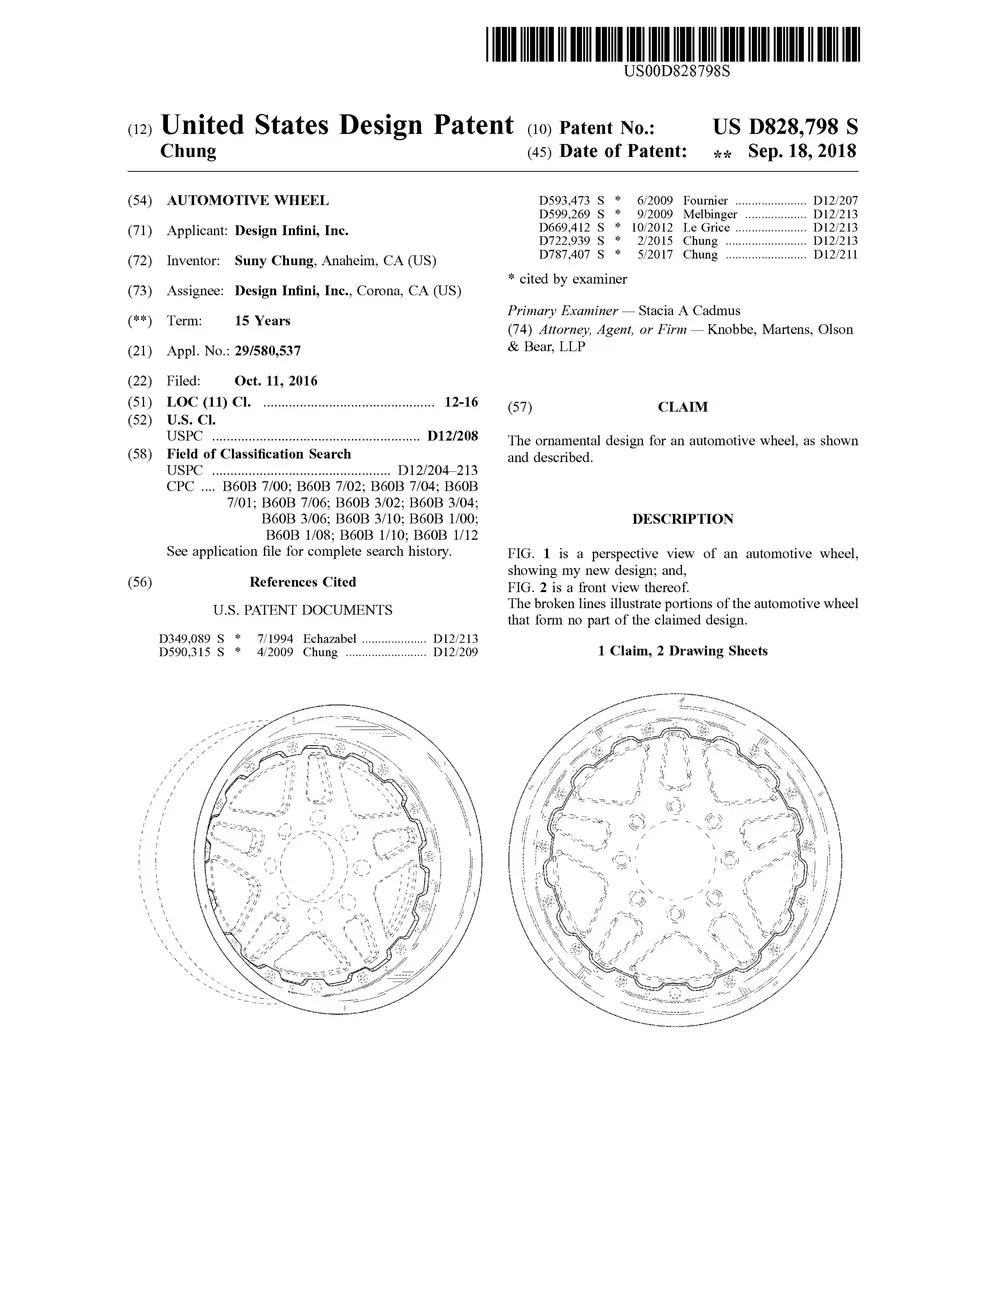 US00D828798S
(12) United States Design Patent
Chung
(10) Patent No.: US D828,798 S
(45) Date of Patent: ** Sep. 18, 2018
(54) AUTOMOTIVE WHEEL
(71) Applicant: Design Infini, Inc.
(72) Inventor: Suny Chung, Anaheim, CA (US)
(73) Assignee: Design Infini, Inc., Corona, CA (US)
(**) Term: 15 Years
(21) Appl. No.: 29/580,537
(22) Filed: Oct. 11, 2016
(51) LOC (11) Cl. ............................................... 12-16
(52) U.S. Cl.
USPC ......................................................... D12/208
(58) Field of Classification Search
USPC ................................................. D12/204–213
CPC .... B60B 7/00; B60B 7/02; B60B 7/04; B60B
7/01; B60B 7/06; B60B 3/02; B60B 3/04;
B60B 3/06; B60B 3/10; B60B 1/00;
B60B 1/08; B60B 1/10; B60B 1/12
See application file for complete search history.
(56) References Cited
U.S. PATENT DOCUMENTS
D349,089 S * 7/1994 Echazabel .................... D12/213
D590,315 S * 4/2009 Chung ......................... D12/209
D593,473 S * 6/2009 Fournier ...................... D12/207
D599,269 S * 9/2009 Melbinger ................... D12/213
D669,412 S * 10/2012 Le Grice ...................... D12/213
D722,939 S * 2/2015 Chung ......................... D12/213
D787,407 S * 5/2017 Chung ......................... D12/211
* cited by examiner
Primary Examiner — Stacia A Cadmus
(74) Attorney, Agent, or Firm — Knobbe, Martens, Olson
& Bear, LLP
(57) CLAIM
The ornamental design for an automotive wheel, as shown
and described.
DESCRIPTION
FIG. 1 is a perspective view of an automotive wheel,
showing my new design; and,
FIG. 2 is a front view thereof.
The broken lines illustrate portions of the automotive wheel
that form no part of the claimed design.
1 Claim, 2 Drawing Sheets